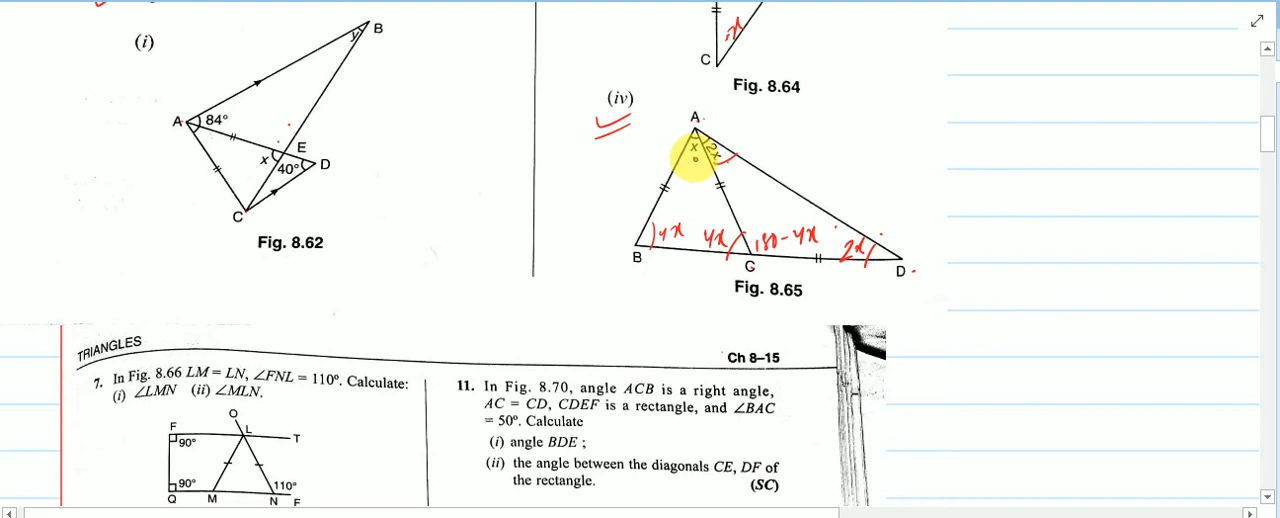 (i)
B
y
A
84°
E
x
40°
D
C
Fig. 8.62
x
C
Fig. 8.64
(iv)
A
x
2x
4x
4x
180-4x
2x
B
C
D
Fig. 8.65
TRIANGLES
Ch 8–15
7. In Fig. 8.66 LM = LN, ∠FNL = 110°. Calculate:
(i) ∠LMN (ii) ∠MLN.
O
F
L
T
90°
90°
110°
Q
M
N
F
11. In Fig. 8.70, angle ACB is a right angle,
AC = CD, CDEF is a rectangle, and ∠BAC
= 50°. Calculate
(i) angle BDE ;
(ii) the angle between the diagonals CE, DF of
the rectangle.
(SC)